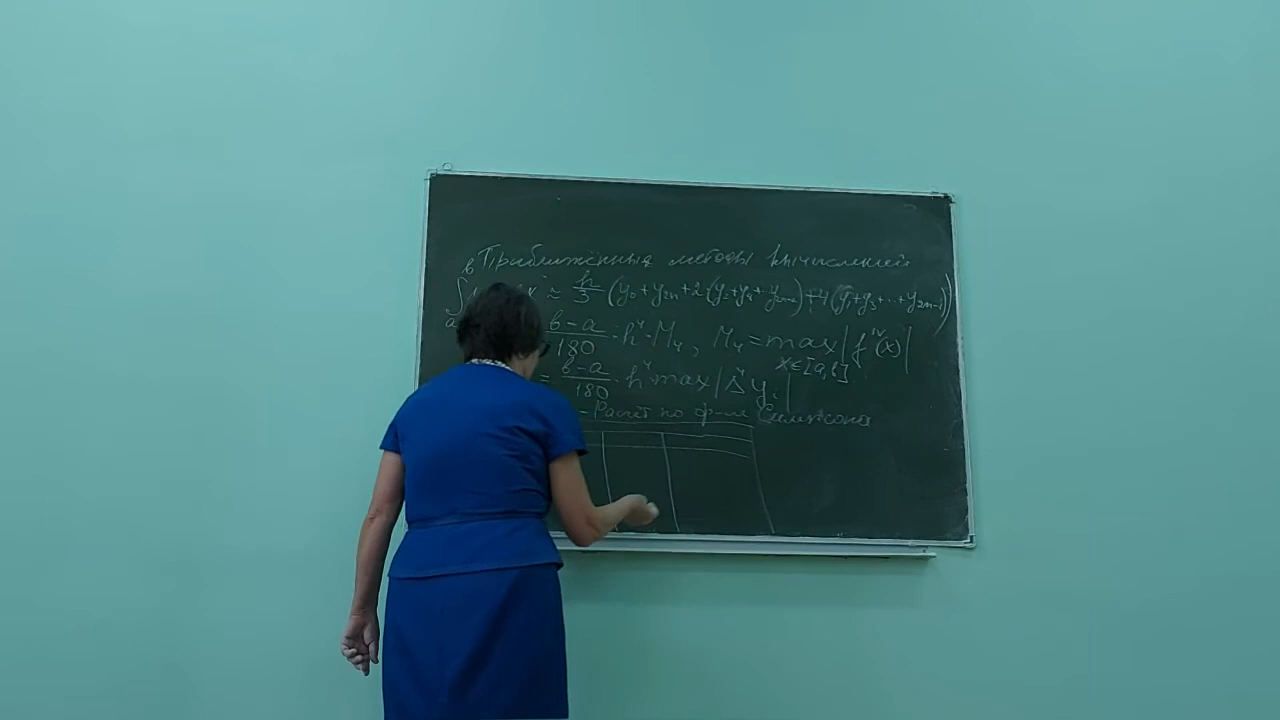 Приближённые методы вычислений
∫ₐᵇ ≈ h/3 (y₀+y₂ₙ+2(y₂+y₄+y₂ₙ₋₂)+4(y₁+y₃+...+y₂ₙ₋₁))
в-a/180 · h⁴ · M₄, M₄=max|f^IV(x)|
x∈[a,в]
= в-a/180 · h⁴ max|Δ⁴yᵢ|
- Расчёт по ф-ле Симпсона